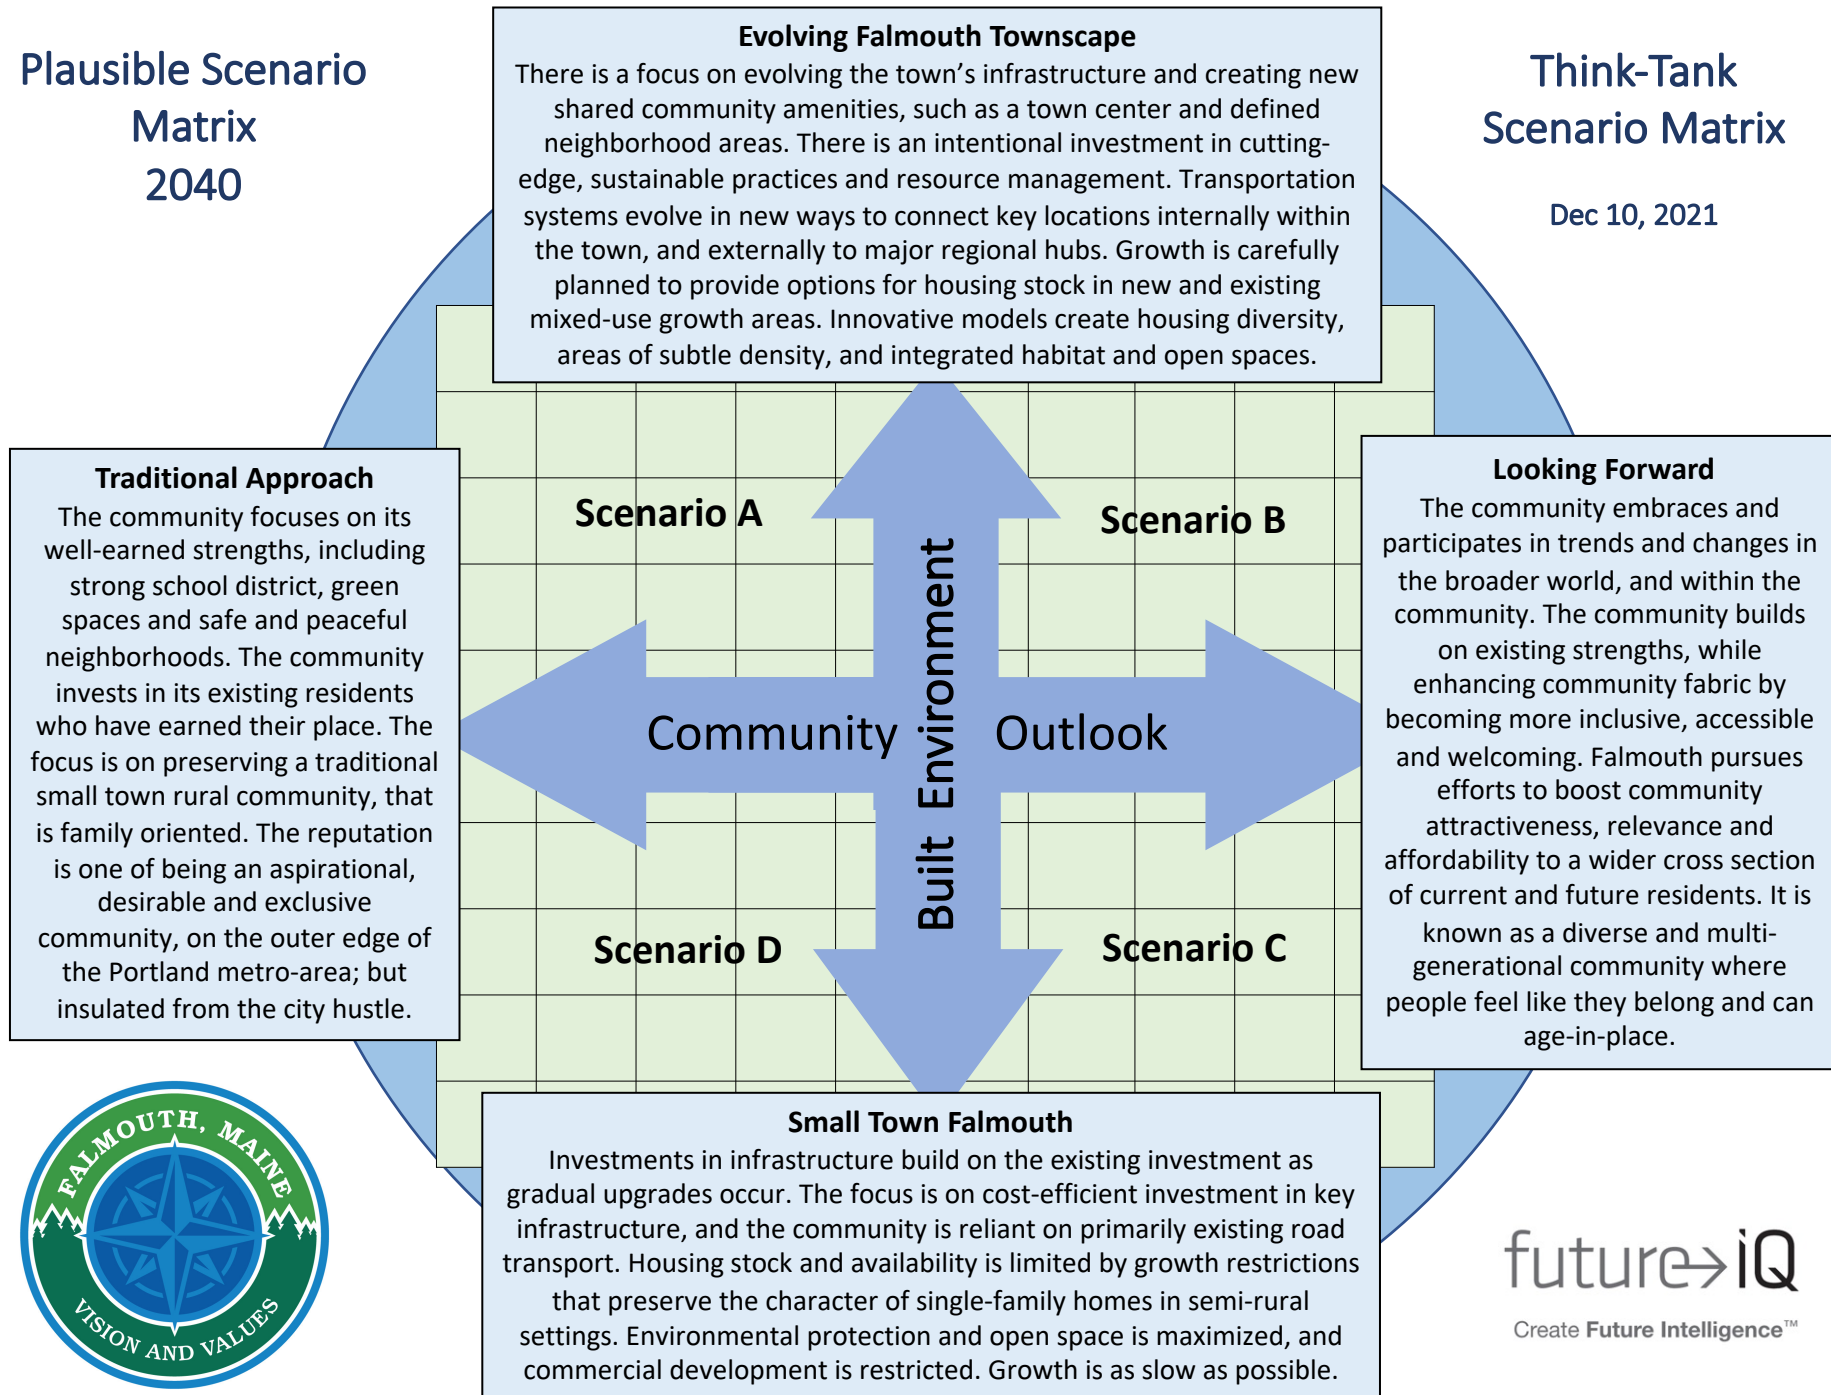 Plausible Scenario
Matrix
2040
Evolving Falmouth Townscape
There is a focus on evolving the town's infrastructure and creating new
shared community amenities, such as a town center and defined
neighborhood areas. There is an intentional investment in cutting-
edge, sustainable practices and resource management. Transportation
systems evolve in new ways to connect key locations internally within
the town, and externally to major regional hubs. Growth is carefully
planned to provide options for housing stock in new and existing
mixed-use growth areas. Innovative models create housing diversity,
areas of subtle density, and integrated habitat and open spaces.
Think-Tank
Scenario Matrix
Dec 10, 2021
Traditional Approach
The community focuses on its
well-earned strengths, including
strong school district, green
spaces and safe and peaceful
neighborhoods. The community
invests in its existing residents
who have earned their place. The
focus is on preserving a traditional
small town rural community, that
is family oriented. The reputation
is one of being an aspirational,
desirable and exclusive
community, on the outer edge of
the Portland metro-area; but
insulated from the city hustle.
Scenario A
Scenario B
Community Outlook
Built Environment
Scenario D
Scenario C
Looking Forward
The community embraces and
participates in trends and changes in
the broader world, and within the
community. The community builds
on existing strengths, while
enhancing community fabric by
becoming more inclusive, accessible
and welcoming. Falmouth pursues
efforts to boost community
attractiveness, relevance and
affordability to a wider cross section
of current and future residents. It is
known as a diverse and multi-
generational community where
people feel like they belong and can
age-in-place.
Small Town Falmouth
Investments in infrastructure build on the existing investment as
gradual upgrades occur. The focus is on cost-efficient investment in key
infrastructure, and the community is reliant on primarily existing road
transport. Housing stock and availability is limited by growth restrictions
that preserve the character of single-family homes in semi-rural
settings. Environmental protection and open space is maximized, and
commercial development is restricted. Growth is as slow as possible.
FALMOUTH, MAINE
VISION AND VALUES
future→iQ
Create Future Intelligence™